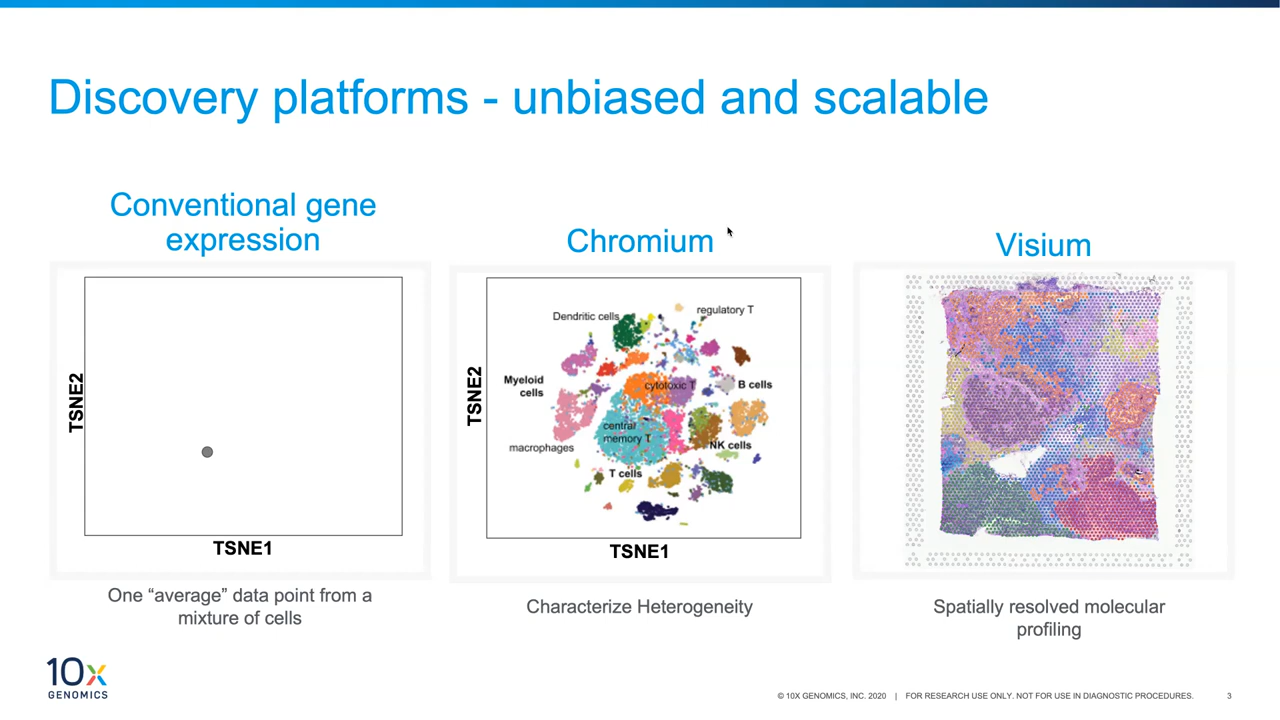 Discovery platforms - unbiased and scalable
Conventional gene
expression
TSNE2
TSNE1
One “average” data point from a
mixture of cells
Chromium
TSNE2
Dendritic cells
regulatory T
Myeloid
cells
cytotoxic T
B cells
central
memory T
macrophages
NK cells
T cells
TSNE1
Characterize Heterogeneity
Visium
Spatially resolved molecular
profiling
10x
GENOMICS
© 10X GENOMICS, INC. 2020 | FOR RESEARCH USE ONLY. NOT FOR USE IN DIAGNOSTIC PROCEDURES. 3